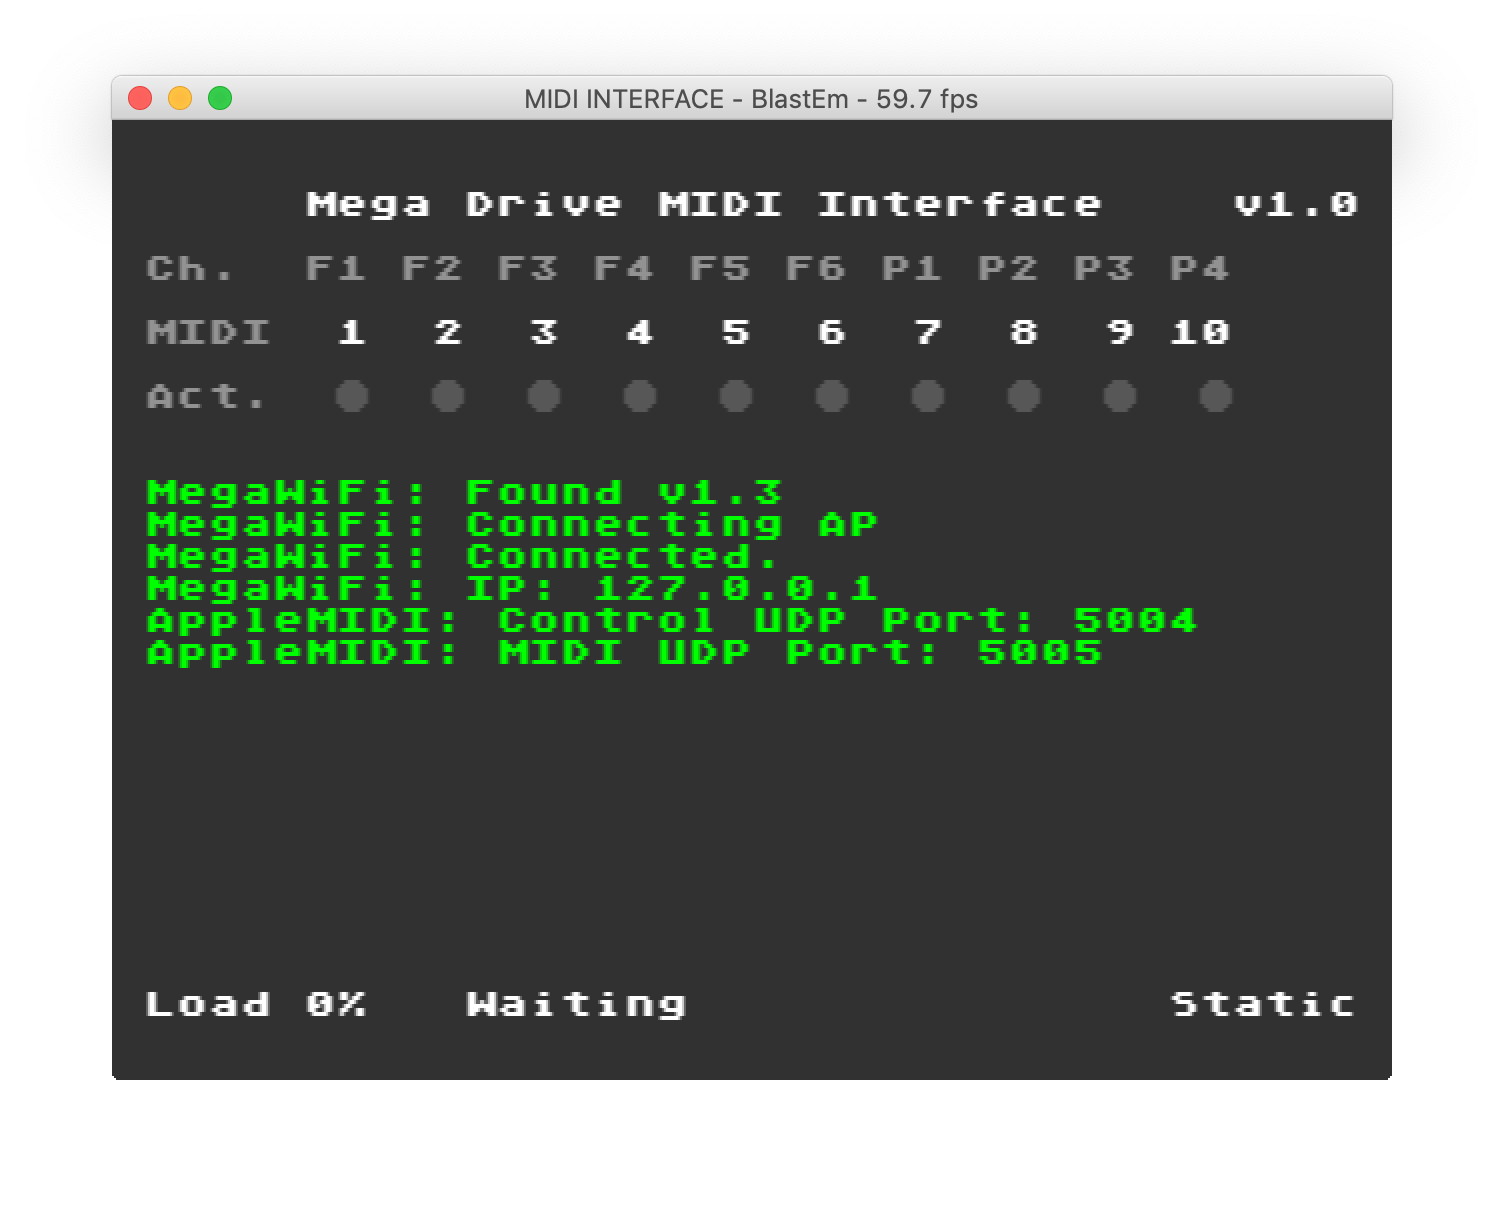 MIDI INTERFACE - BlastEm - 59.7 fps
Mega Drive MIDI Interface v1.0
Ch. F1 F2 F3 F4 F5 F6 P1 P2 P3 P4
MIDI 1 2 3 4 5 6 7 8 9 10
Act.
MegaWiFi: Found v1.3
MegaWiFi: Connecting AP
MegaWiFi: Connected.
MegaWiFi: IP: 127.0.0.1
AppleMIDI: Control UDP Port: 5004
AppleMIDI: MIDI UDP Port: 5005
Load 0% Waiting Static